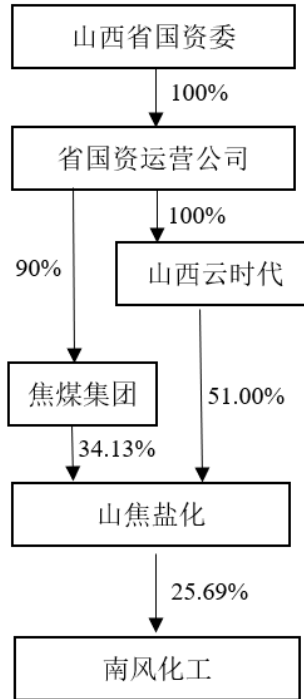 山西省国资委
100%
省国资运营公司
100%
90%
山西云时代
焦煤集团
51.00%
34.13%
山焦盐化
25.69%
南风化工